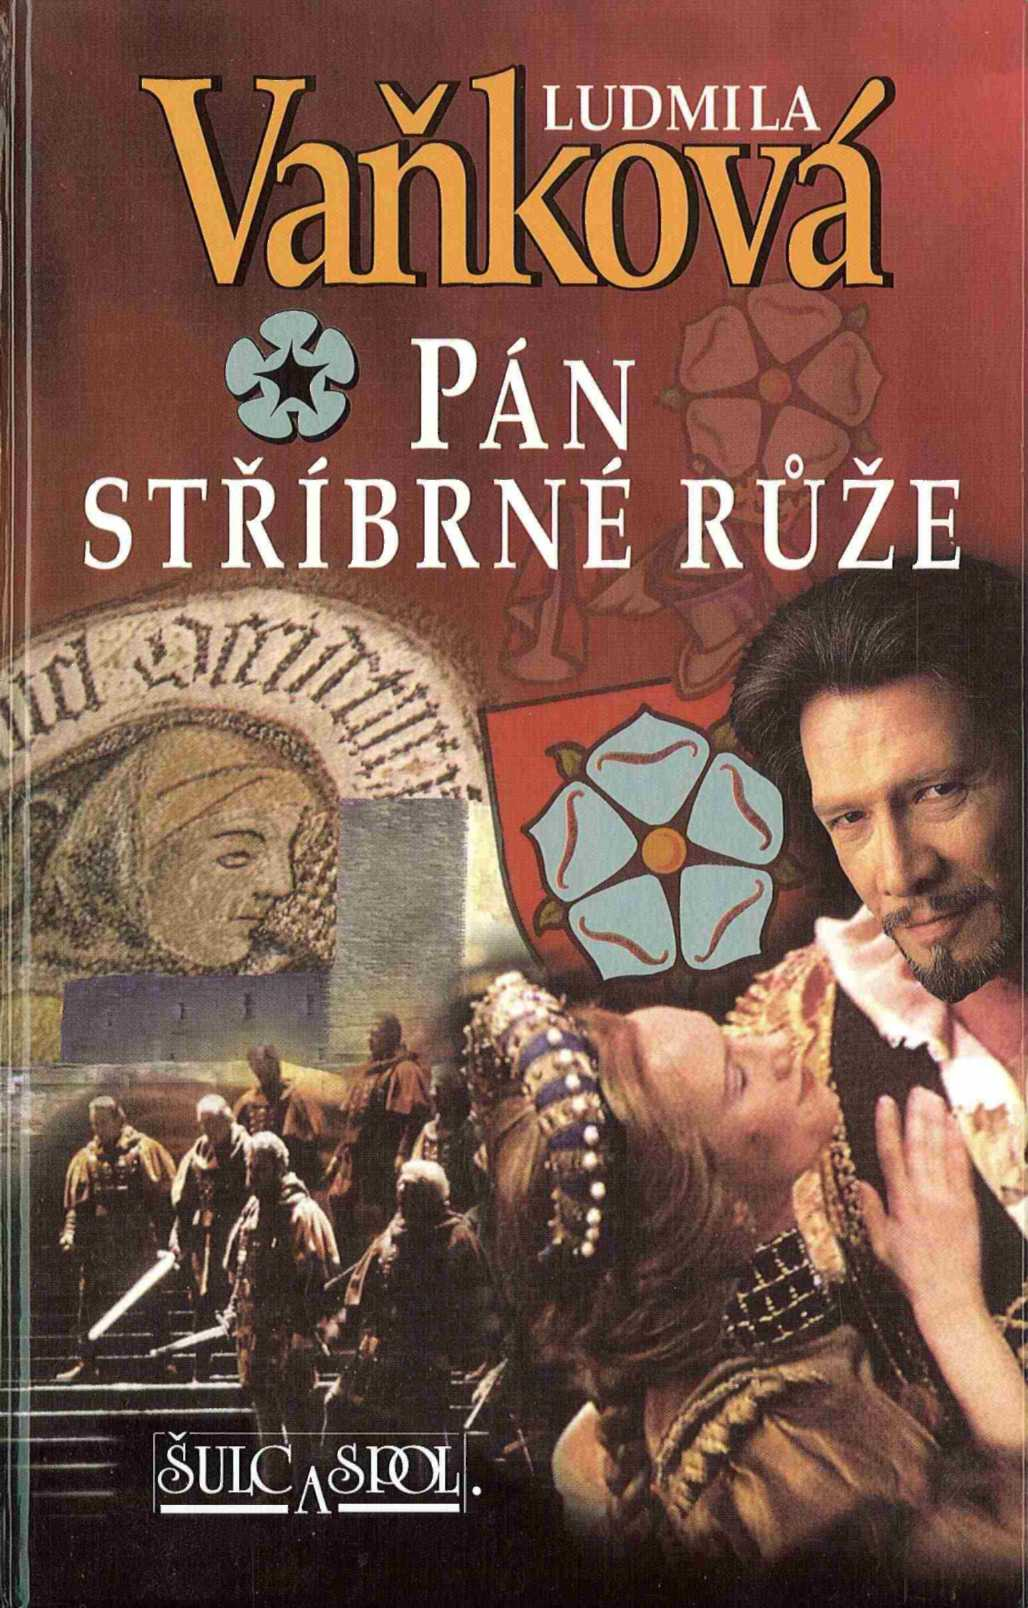 LUDMILA
Vaňková
PÁN
STŘÍBRNÉ RŮŽE
ŠULC A SPOL.